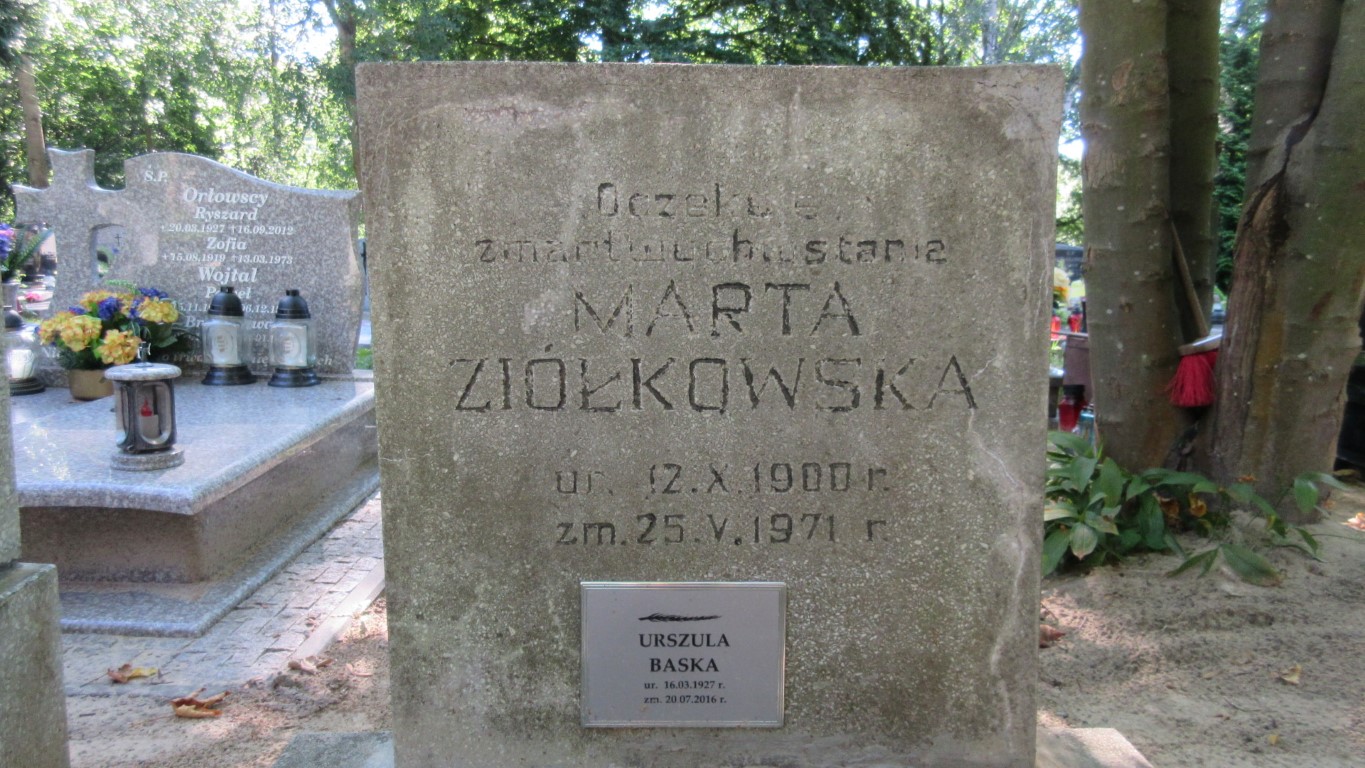 Oczekuje
zmartwychwstania
MARTA
ZIÓŁKOWSKA
ur. 12.X.1900 r.
zm. 25.V.1971 r.
URSZULA
BASKA
ur. 16.03.1927 r.
zm. 20.07.2016 r.
Ś.P.
Orłowscy
Ryszard
*20.03.1927 +16.09.2012
Zofia
*15.08.1919 +13.03.1973
Wojtal